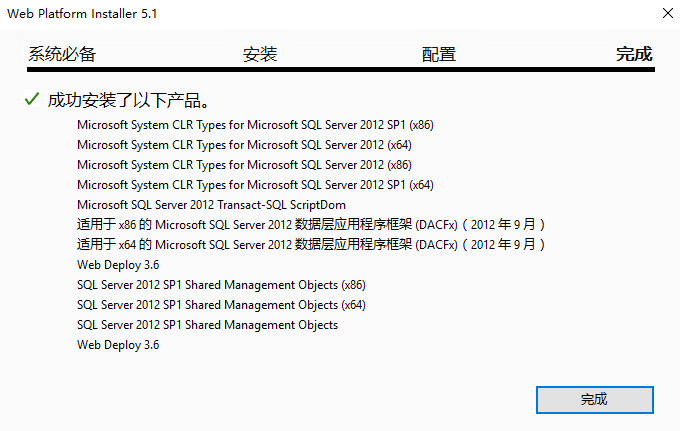 Web Platform Installer 5.1
系统必备 安装 配置 完成
成功安装了以下产品。
Microsoft System CLR Types for Microsoft SQL Server 2012 SP1 (x86)
Microsoft System CLR Types for Microsoft SQL Server 2012 (x64)
Microsoft System CLR Types for Microsoft SQL Server 2012 (x86)
Microsoft System CLR Types for Microsoft SQL Server 2012 SP1 (x64)
Microsoft SQL Server 2012 Transact-SQL ScriptDom
适用于 x86 的 Microsoft SQL Server 2012 数据层应用程序框架 (DACFx)（2012 年 9 月）
适用于 x64 的 Microsoft SQL Server 2012 数据层应用程序框架 (DACFx)（2012 年 9 月）
Web Deploy 3.6
SQL Server 2012 SP1 Shared Management Objects (x86)
SQL Server 2012 SP1 Shared Management Objects (x64)
SQL Server 2012 SP1 Shared Management Objects
Web Deploy 3.6
完成